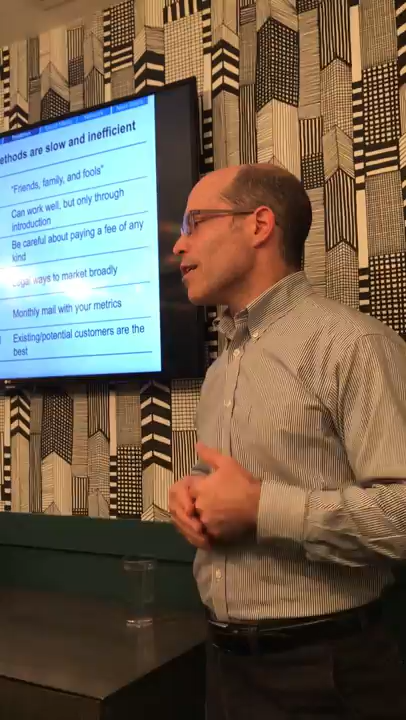 ethods are slow and inefficient
"Friends, family, and fools"
Can work well, but only through
introduction
Be careful about paying a fee of any
kind
Legal ways to market broadly
Monthly mail with your metrics
Existing/potential customers are the
best